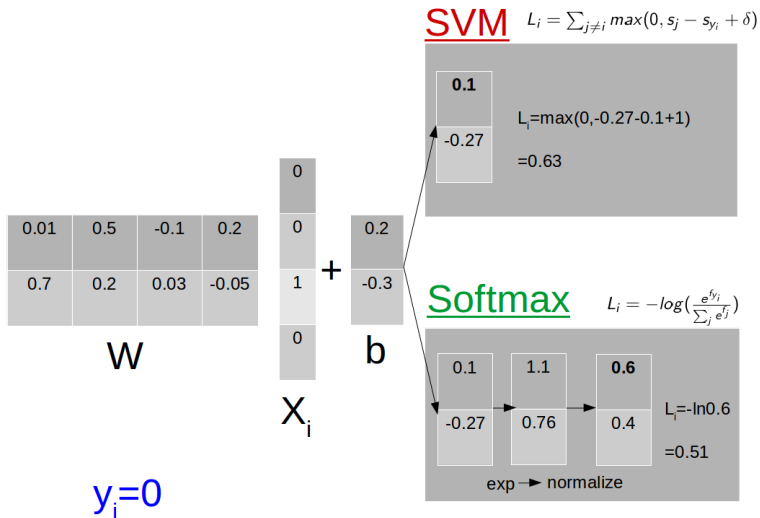 SVM
L_i = ∑_{j≠i} max(0, s_j − s_{y_i} + δ)
0.1
-0.27
L_i=max(0,-0.27-0.1+1)
=0.63
0.01 0.5 -0.1 0.2
0.7 0.2 0.03 -0.05
W
0
0
1
0
X_i
+
0.2
-0.3
b
Softmax
L_i = −log(e^{f_{y_i}} / ∑_j e^{f_j})
0.1 1.1 0.6
-0.27 0.76 0.4
L_i=-ln0.6
=0.51
exp → normalize
y_i=0